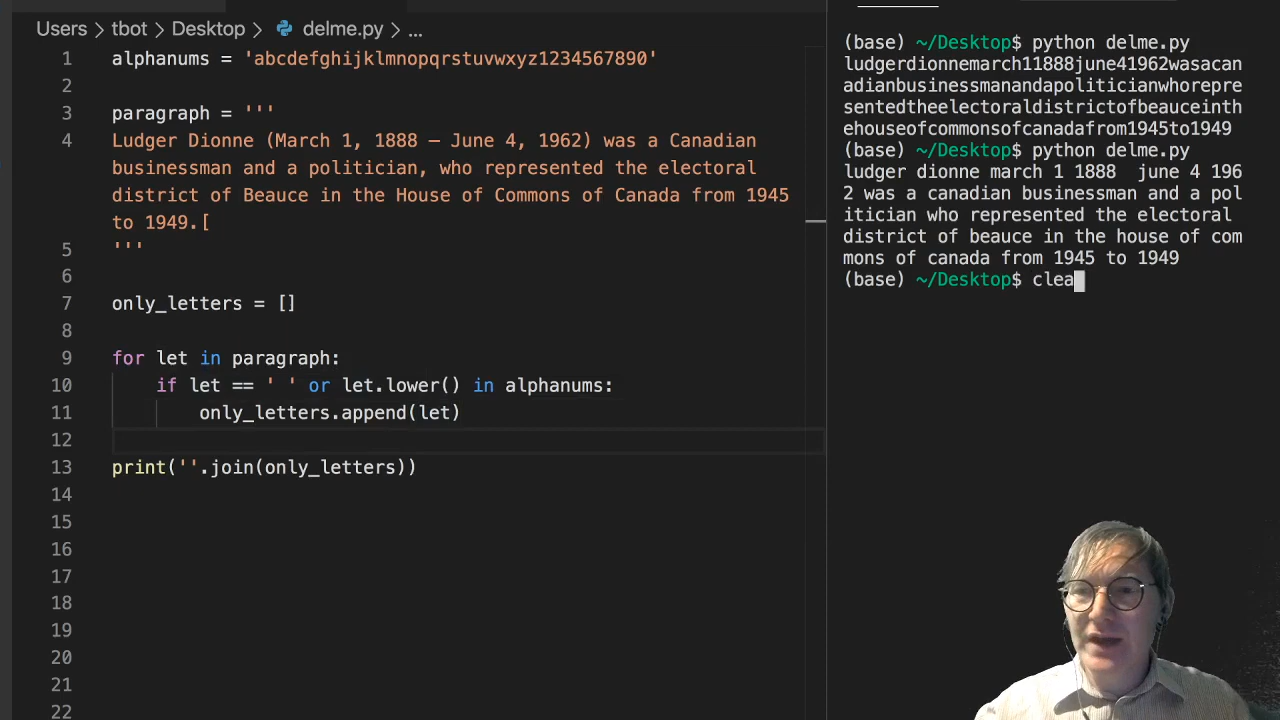 Users > tbot > Desktop > delme.py > ...
1 alphanums = 'abcdefghijklmnopqrstuvwxyz1234567890'
2
3 paragraph = '''
4 Ludger Dionne (March 1, 1888 – June 4, 1962) was a Canadian
businessman and a politician, who represented the electoral
district of Beauce in the House of Commons of Canada from 1945
to 1949.[
5 '''
6
7 only_letters = []
8
9 for let in paragraph:
10 if let == ' ' or let.lower() in alphanums:
11 only_letters.append(let)
12
13 print(''.join(only_letters))
14
15
16
17
18
19
20
21
22
(base) ~/Desktop$ python delme.py
ludgerdionnemarch11888june41962wasacan
adianbusinessmanandapoliticianwhorepre
sentedtheelectoraldistrictofbeauceinth
ehouseofcommonsofcanadafrom1945to1949
(base) ~/Desktop$ python delme.py
ludger dionne march 1 1888  june 4 196
2 was a canadian businessman and a pol
itician who represented the electoral
district of beauce in the house of com
mons of canada from 1945 to 1949
(base) ~/Desktop$ clea